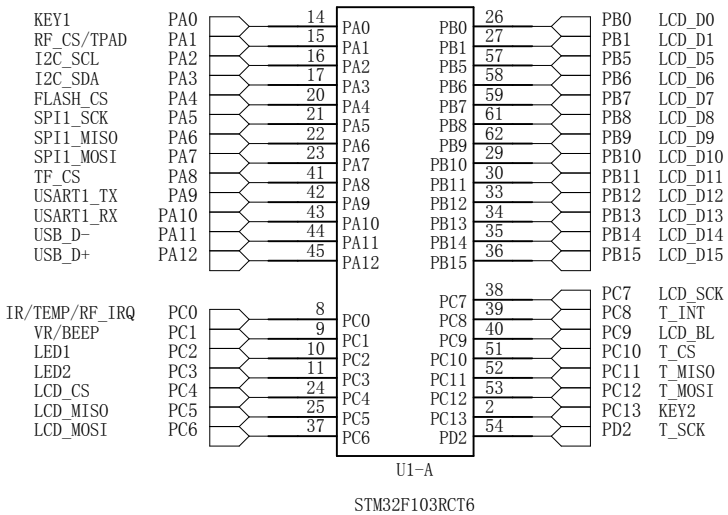 KEY1 PA0 14 PA0 PB0 26 PB0 LCD_D0
RF_CS/TPAD PA1 15 PA1 PB1 27 PB1 LCD_D1
I2C_SCL PA2 16 PA2 PB5 57 PB5 LCD_D5
I2C_SDA PA3 17 PA3 PB6 58 PB6 LCD_D6
FLASH_CS PA4 20 PA4 PB7 59 PB7 LCD_D7
SPI1_SCK PA5 21 PA5 PB8 61 PB8 LCD_D8
SPI1_MISO PA6 22 PA6 PB9 62 PB9 LCD_D9
SPI1_MOSI PA7 23 PA7 PB10 29 PB10 LCD_D10
TF_CS PA8 41 PA8 PB11 30 PB11 LCD_D11
USART1_TX PA9 42 PA9 PB12 33 PB12 LCD_D12
USART1_RX PA10 43 PA10 PB13 34 PB13 LCD_D13
USB_D- PA11 44 PA11 PB14 35 PB14 LCD_D14
USB_D+ PA12 45 PA12 PB15 36 PB15 LCD_D15
PC7 38 PC7 LCD_SCK
IR/TEMP/RF_IRQ PC0 8 PC0 PC8 39 PC8 T_INT
VR/BEEP PC1 9 PC1 PC9 40 PC9 LCD_BL
LED1 PC2 10 PC2 PC10 51 PC10 T_CS
LED2 PC3 11 PC3 PC11 52 PC11 T_MISO
LCD_CS PC4 24 PC4 PC12 53 PC12 T_MOSI
LCD_MISO PC5 25 PC5 PC13 2 PC13 KEY2
LCD_MOSI PC6 37 PC6 PD2 54 PD2 T_SCK
U1-A
STM32F103RCT6